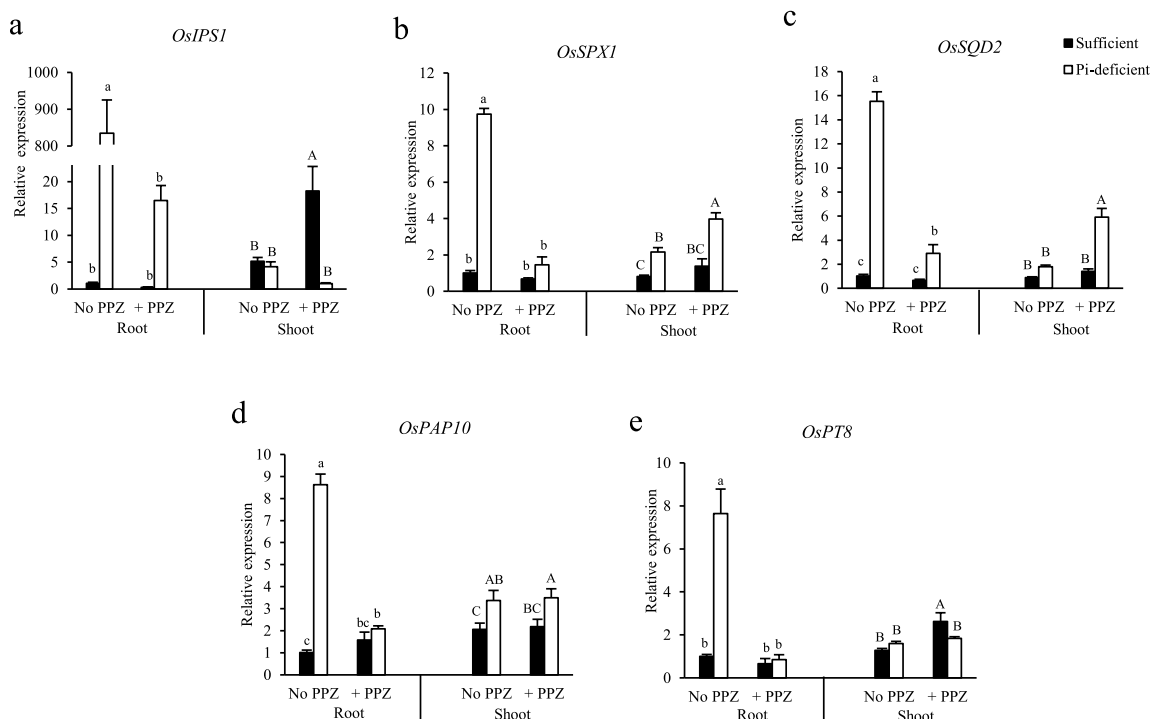 a
OsIPS1
Relative expression
1000
900
800
20
15
10
5
0
a
b
b
b
B
B
A
B
No PPZ + PPZ No PPZ + PPZ
Root Shoot
b
OsSPX1
Relative expression
12
10
8
6
4
2
0
b
a
b
b
C
B
BC
A
No PPZ + PPZ No PPZ + PPZ
Root Shoot
c
OsSQD2
Relative expression
18
16
14
12
10
8
6
4
2
0
c
a
c
b
B
B
B
A
No PPZ + PPZ No PPZ + PPZ
Root Shoot
Sufficient
Pi-deficient
d
OsPAP10
Relative expression
10
9
8
7
6
5
4
3
2
1
0
c
a
bc
b
C
AB
BC
A
No PPZ + PPZ No PPZ + PPZ
Root Shoot
e
OsPT8
Relative expression
10
8
6
4
2
0
b
a
b
b
B
B
A
B
No PPZ + PPZ No PPZ + PPZ
Root Shoot